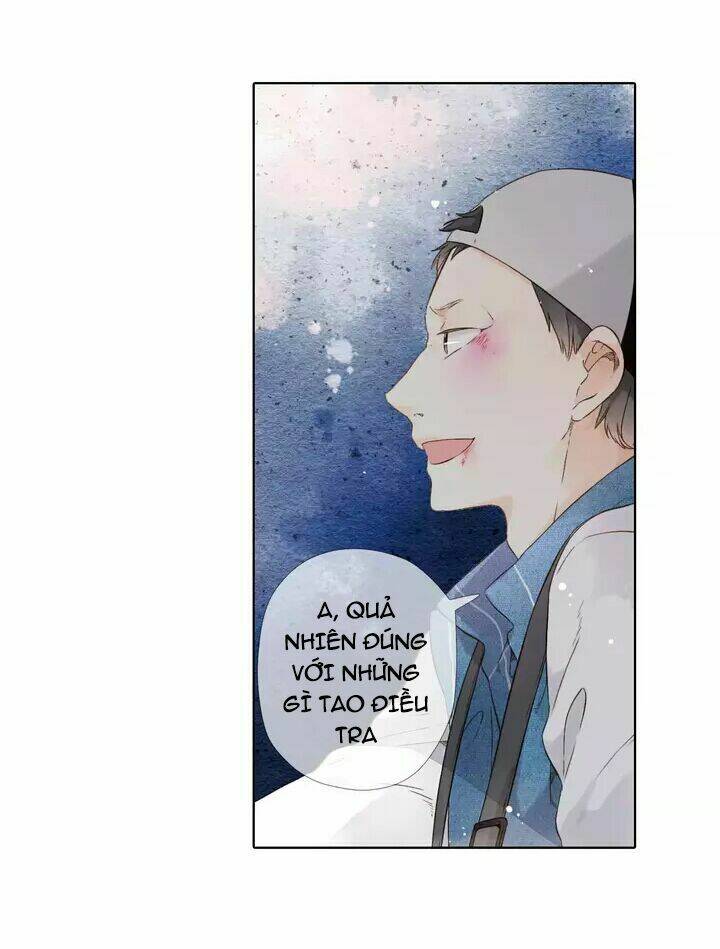 A, QUẢ
NHIÊN ĐÚNG
VỚI NHỮNG
GÌ TAO ĐIỀU
TRA